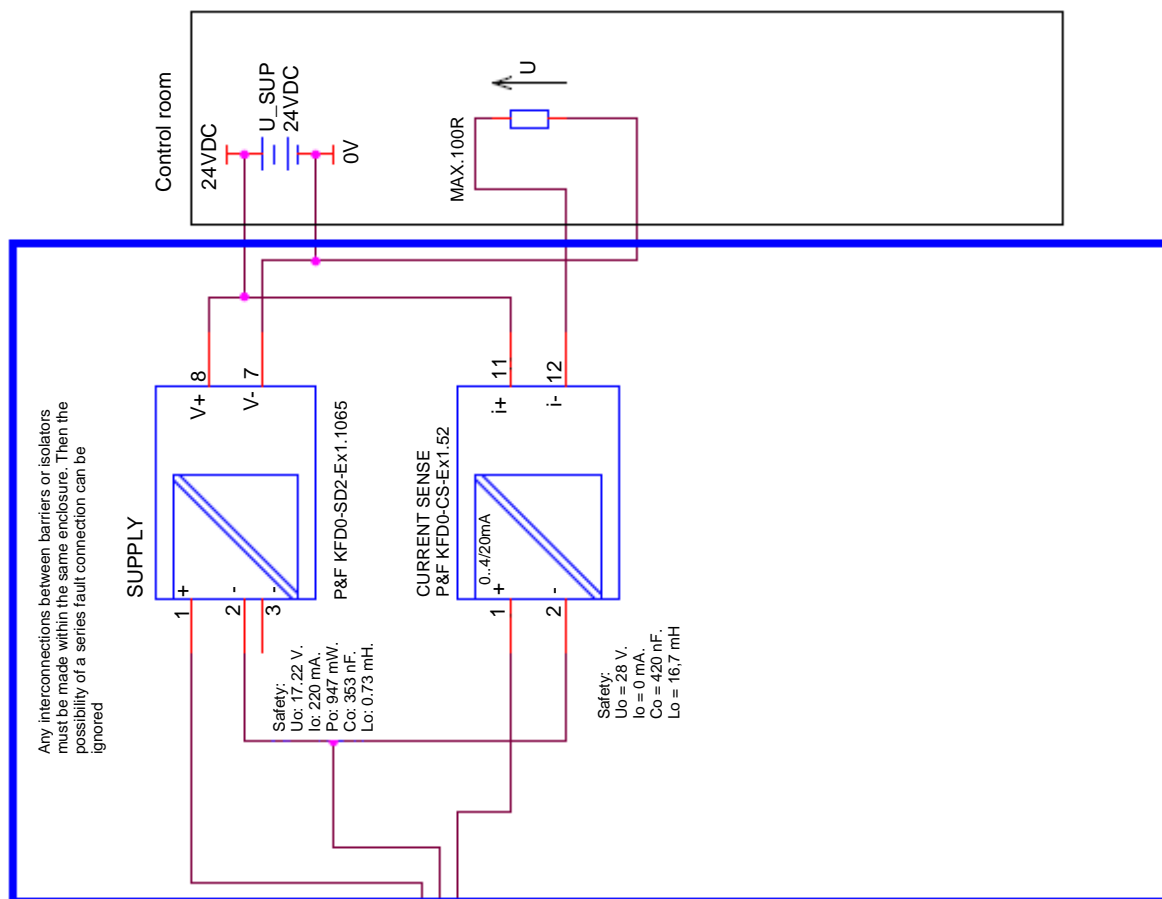 Control room
24VDC
U_SUP
24VDC
0V
MAX.100R
U
Any interconnections between barriers or isolators
must be made within the same enclosure. Then the
possibility of a series fault connection can be
ignored
SUPPLY
V+ 8
V- 7
1 +
2 -
3 -
P&F KFD0-SD2-Ex1.1065
Safety:
Uo: 17.22 V.
Io: 220 mA.
Po: 947 mW.
Co: 353 nF.
Lo: 0.73 mH.
CURRENT SENSE
P&F KFD0-CS-Ex1.52
0..4/20mA
i+ 11
i- 12
1 +
2 -
Safety:
Uo = 28 V.
Io = 0 mA.
Co = 420 nF.
Lo = 16,7 mH